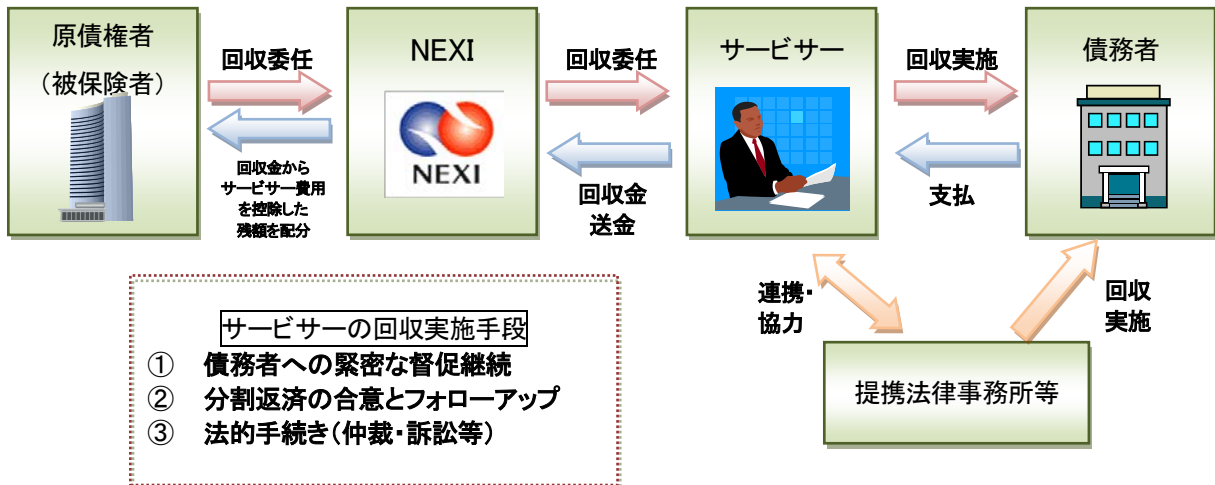 原債権者
(被保険者)
回収委任
回収金から
サービサー費用
を控除した
残額を配分
NEXI
NEXI
回収委任
回収金
送金
サービサー
回収実施
支払
債務者
連携・
協力
回収
実施
提携法律事務所等
サービサーの回収実施手段
① 債務者への緊密な督促継続
② 分割返済の合意とフォローアップ
③ 法的手続き(仲裁・訴訟等)